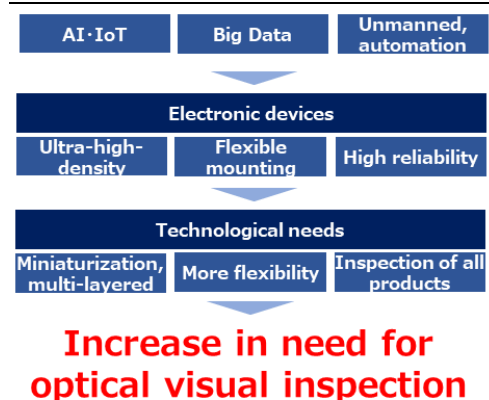 AI·IoT
Big Data
Unmanned,
automation
Electronic devices
Ultra-high-
density
Flexible
mounting
High reliability
Technological needs
Miniaturization,
multi-layered
More flexibility
Inspection of all
products
Increase in need for
optical visual inspection